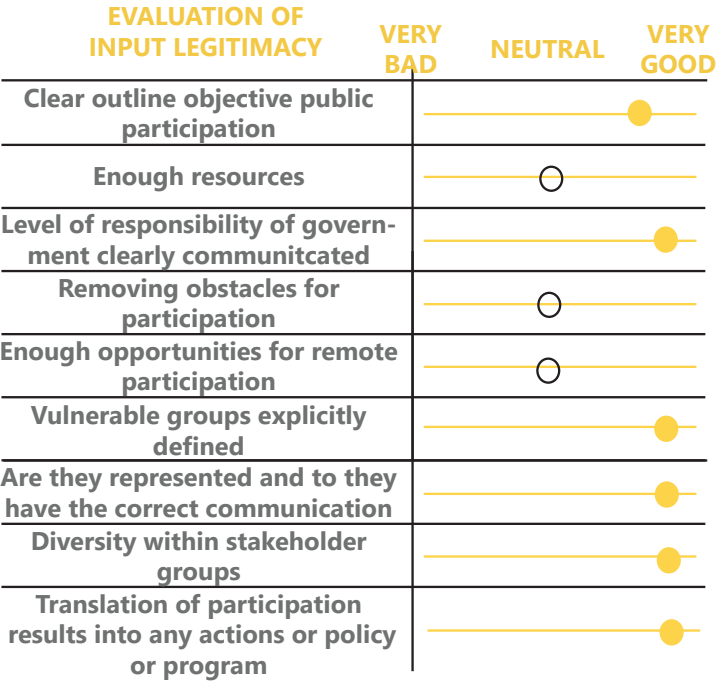 EVALUATION OF
INPUT LEGITIMACY
VERY
BAD
NEUTRAL
VERY
GOOD
Clear outline objective public
participation
Enough resources
Level of responsibility of govern-
ment clearly communitcated
Removing obstacles for
participation
Enough opportunities for remote
participation
Vulnerable groups explicitly
defined
Are they represented and to they
have the correct communication
Diversity within stakeholder
groups
Translation of participation
results into any actions or policy
or program